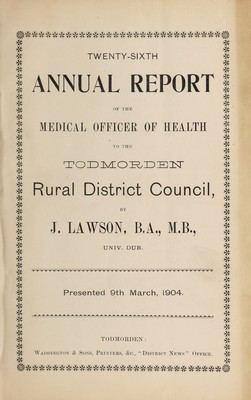 TWENTY-SIXTH
ANNUAL REPORT
OF THE
MEDICAL OFFICER OF HEALTH
TO THE
TODMORDEN
Rural District Council,
BY
J. LAWSON, B.A., M.B.,
UNIV. DUB.
Presented 9th March, 1904.
TODMORDEN:
Waddington & Sons, Printers, &c., "District News" Office.